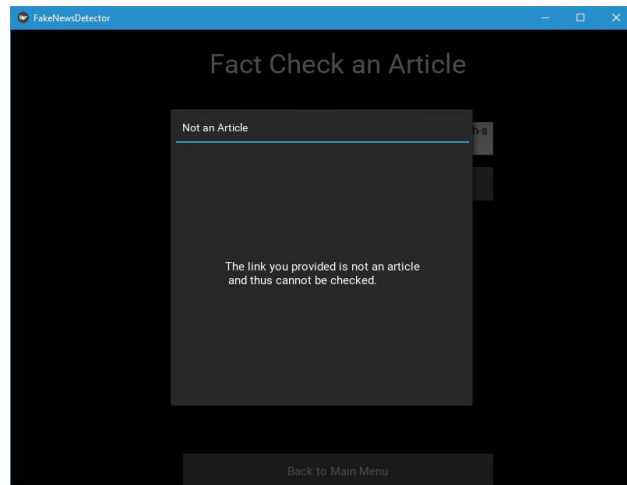 FakeNewsDetector
Fact Check an Article
h-s
Not an Article
The link you provided is not an article
and thus cannot be checked.
Back to Main Menu